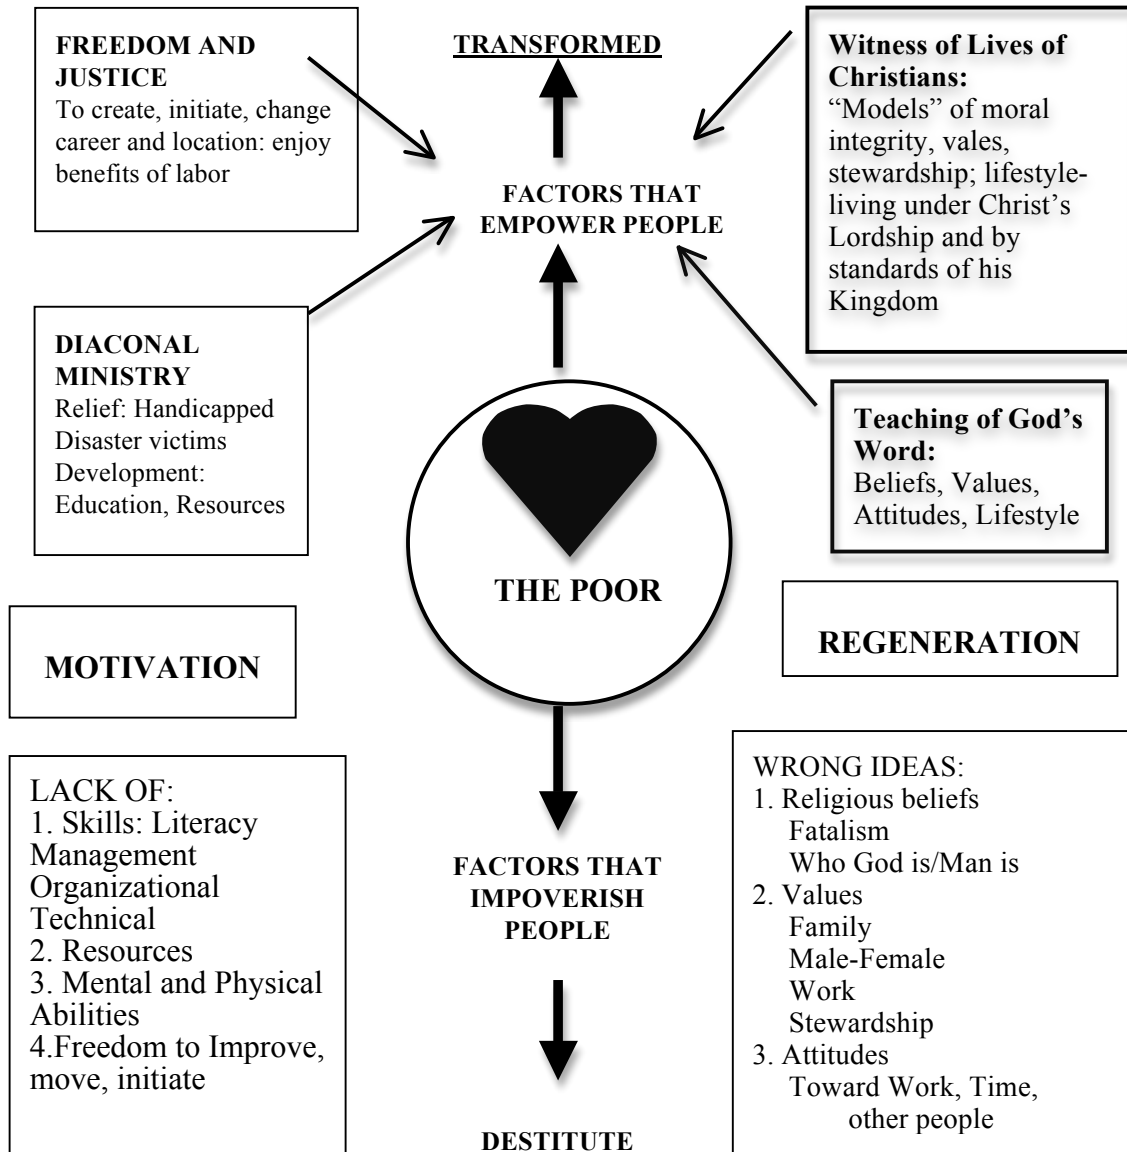 FREEDOM AND
JUSTICE
To create, initiate, change
career and location: enjoy
benefits of labor
TRANSFORMED
Witness of Lives of
Christians:
“Models” of moral
integrity, vales,
stewardship; lifestyle-
living under Christ’s
Lordship and by
standards of his
Kingdom
FACTORS THAT
EMPOWER PEOPLE
DIACONAL
MINISTRY
Relief: Handicapped
Disaster victims
Development:
Education, Resources
Teaching of God’s
Word:
Beliefs, Values,
Attitudes, Lifestyle
THE POOR
MOTIVATION
REGENERATION
LACK OF:
1. Skills: Literacy
Management
Organizational
Technical
2. Resources
3. Mental and Physical
Abilities
4.Freedom to Improve,
move, initiate
FACTORS THAT
IMPOVERISH
PEOPLE
DESTITUTE
WRONG IDEAS:
1. Religious beliefs
Fatalism
Who God is/Man is
2. Values
Family
Male-Female
Work
Stewardship
3. Attitudes
Toward Work, Time,
other people